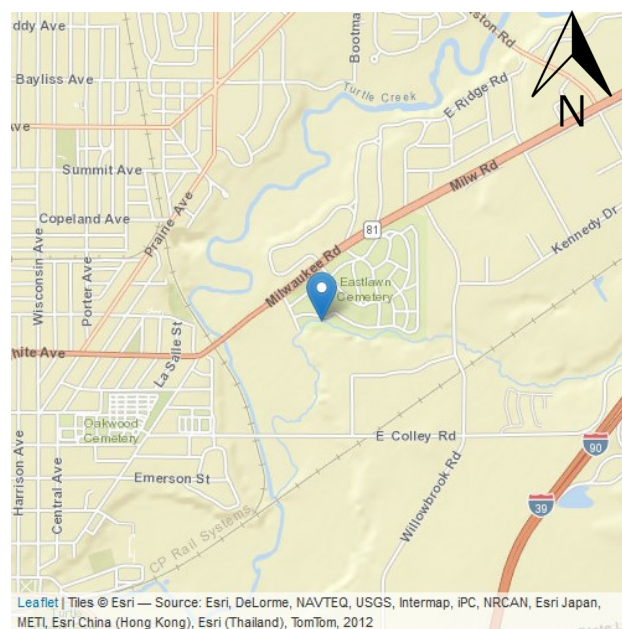 ddy Ave
Bootma
ston Rd
Bayliss Ave
Turtle Creek
E Ridge Rd
N
ve
Summit Ave
Milw Rd
Copeland Ave
Prairie Ave
81
Kennedy Dr
Wisconsin Ave
Porter Ave
Milwaukee Rd
Eastlawn
Cemetery
hite Ave
La Salle St
Oakwood
Cemetery
E Colley Rd
90
Harrison Ave
Central Ave
Emerson St
Willowbrook Rd
39
CP Rail Systems
Turtle
Leaflet | Tiles © Esri — Source: Esri, DeLorme, NAVTEQ, USGS, Intermap, iPC, NRCAN, Esri Japan,
METI, Esri China (Hong Kong), Esri (Thailand), TomTom, 2012